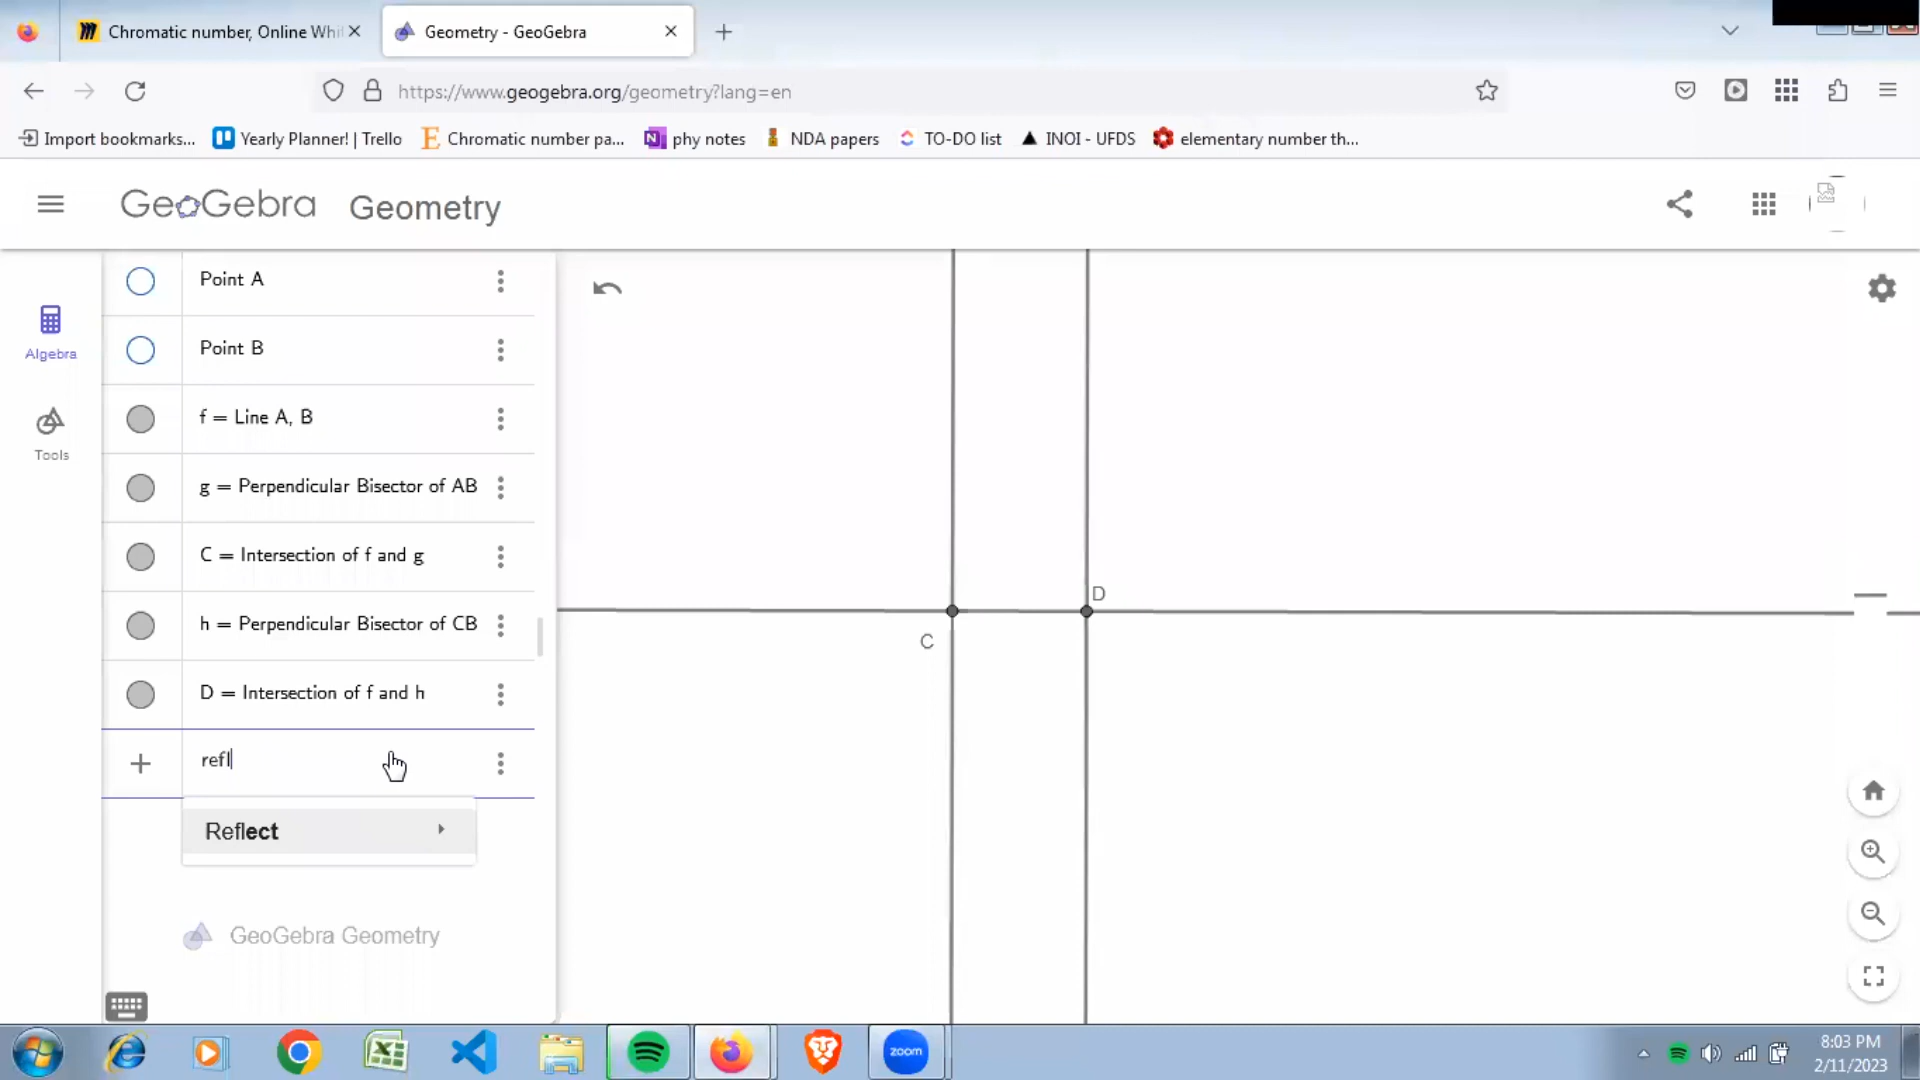 Chromatic number, Online Whi
Geometry - GeoGebra
https://www.geogebra.org/geometry?lang=en
Import bookmarks...
Yearly Planner! | Trello
E
Chromatic number pa...
N
phy notes
NDA papers
TO-DO list
INOI - UFDS
elementary number th...
GeoGebra
Geometry
Algebra
Tools
Point A
Point B
f = Line A, B
g = Perpendicular Bisector of AB
C = Intersection of f and g
h = Perpendicular Bisector of CB
D = Intersection of f and h
refl
Reflect
GeoGebra Geometry
D
C
zoom
8:03 PM
2/11/2023